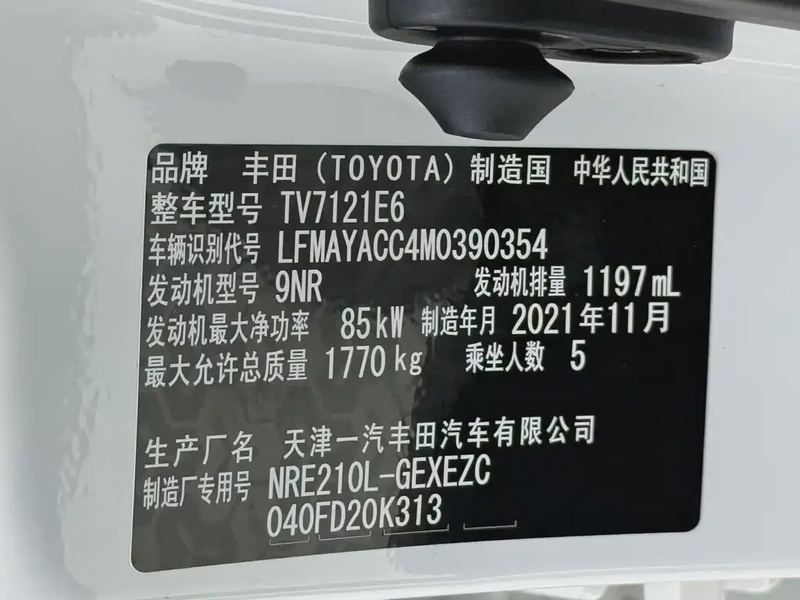 品牌 丰田（TOYOTA）制造国 中华人民共和国
整车型号 TV7121E6
车辆识别代号 LFMAYACC4M0390354
发动机型号 9NR 发动机排量 1197mL
发动机最大净功率 85kW 制造年月 2021年11月
最大允许总质量 1770kg 乘坐人数 5
生产厂名 天津一汽丰田汽车有限公司
制造厂专用号 NRE210L-GEXEZC
040FD20K313